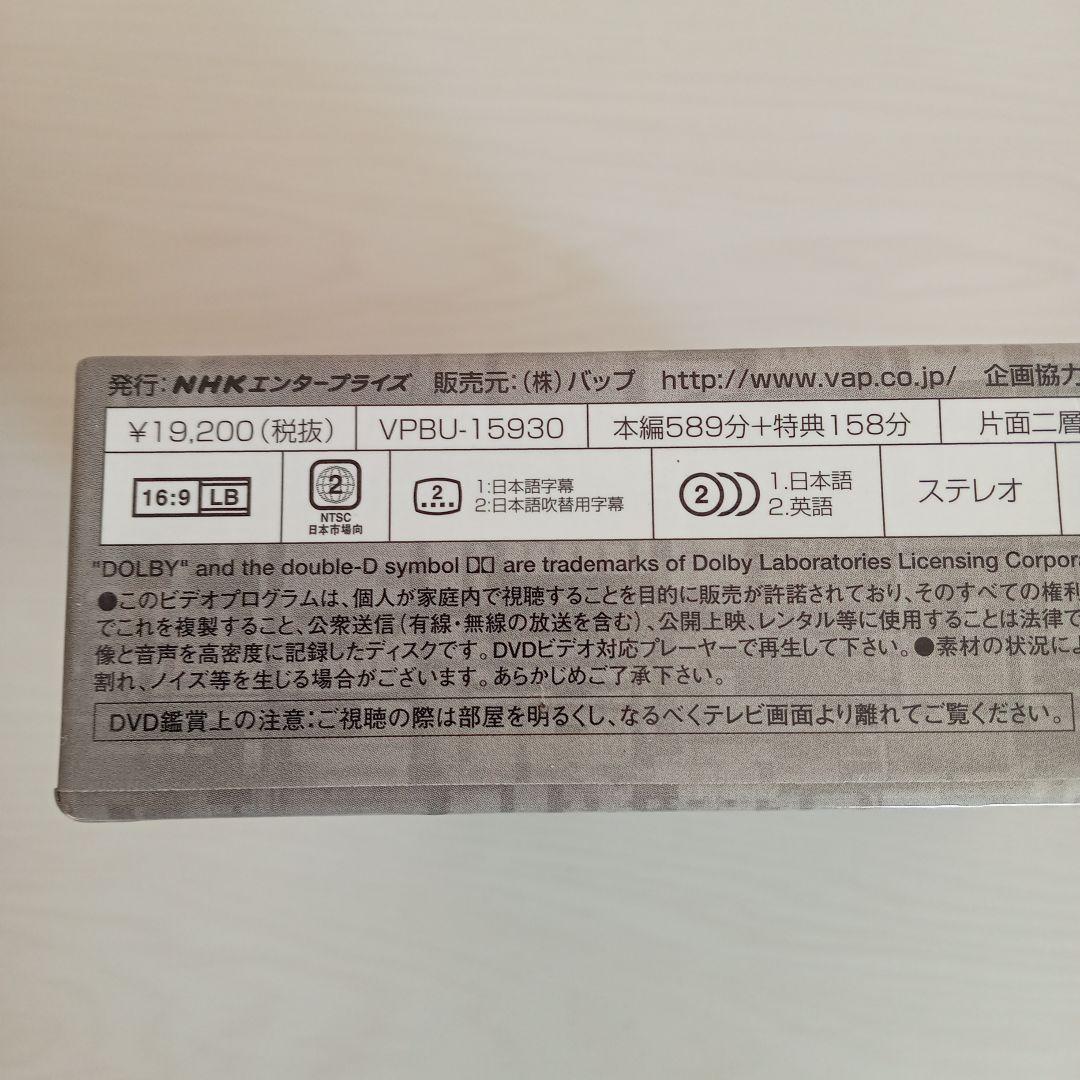 発行:NHKエンタープライズ 販売元:(株)バップ http://www.vap.co.jp/ 企画協力
¥19,200(税抜) VPBU-15930 本編589分+特典158分 片面二層
16:9 LB 2 NTSC 日本市場向 2 1:日本語字幕 2:日本語吹替用字幕 2 1.日本語 2.英語 ステレオ
"DOLBY" and the double-D symbol are trademarks of Dolby Laboratories Licensing Corpora
●このビデオプログラムは、個人が家庭内で視聴することを目的に販売が許諾されており、そのすべての権利
でこれを複製すること、公衆送信(有線・無線の放送を含む)、公開上映、レンタル等に使用することは法律で
像と音声を高密度に記録したディスクです。DVDビデオ対応プレーヤーで再生して下さい。●素材の状況によ
割れ、ノイズ等を生じる場合がございます。あらかじめご了承下さい。
DVD鑑賞上の注意:ご視聴の際は部屋を明るくし、なるべくテレビ画面より離れてご覧ください。